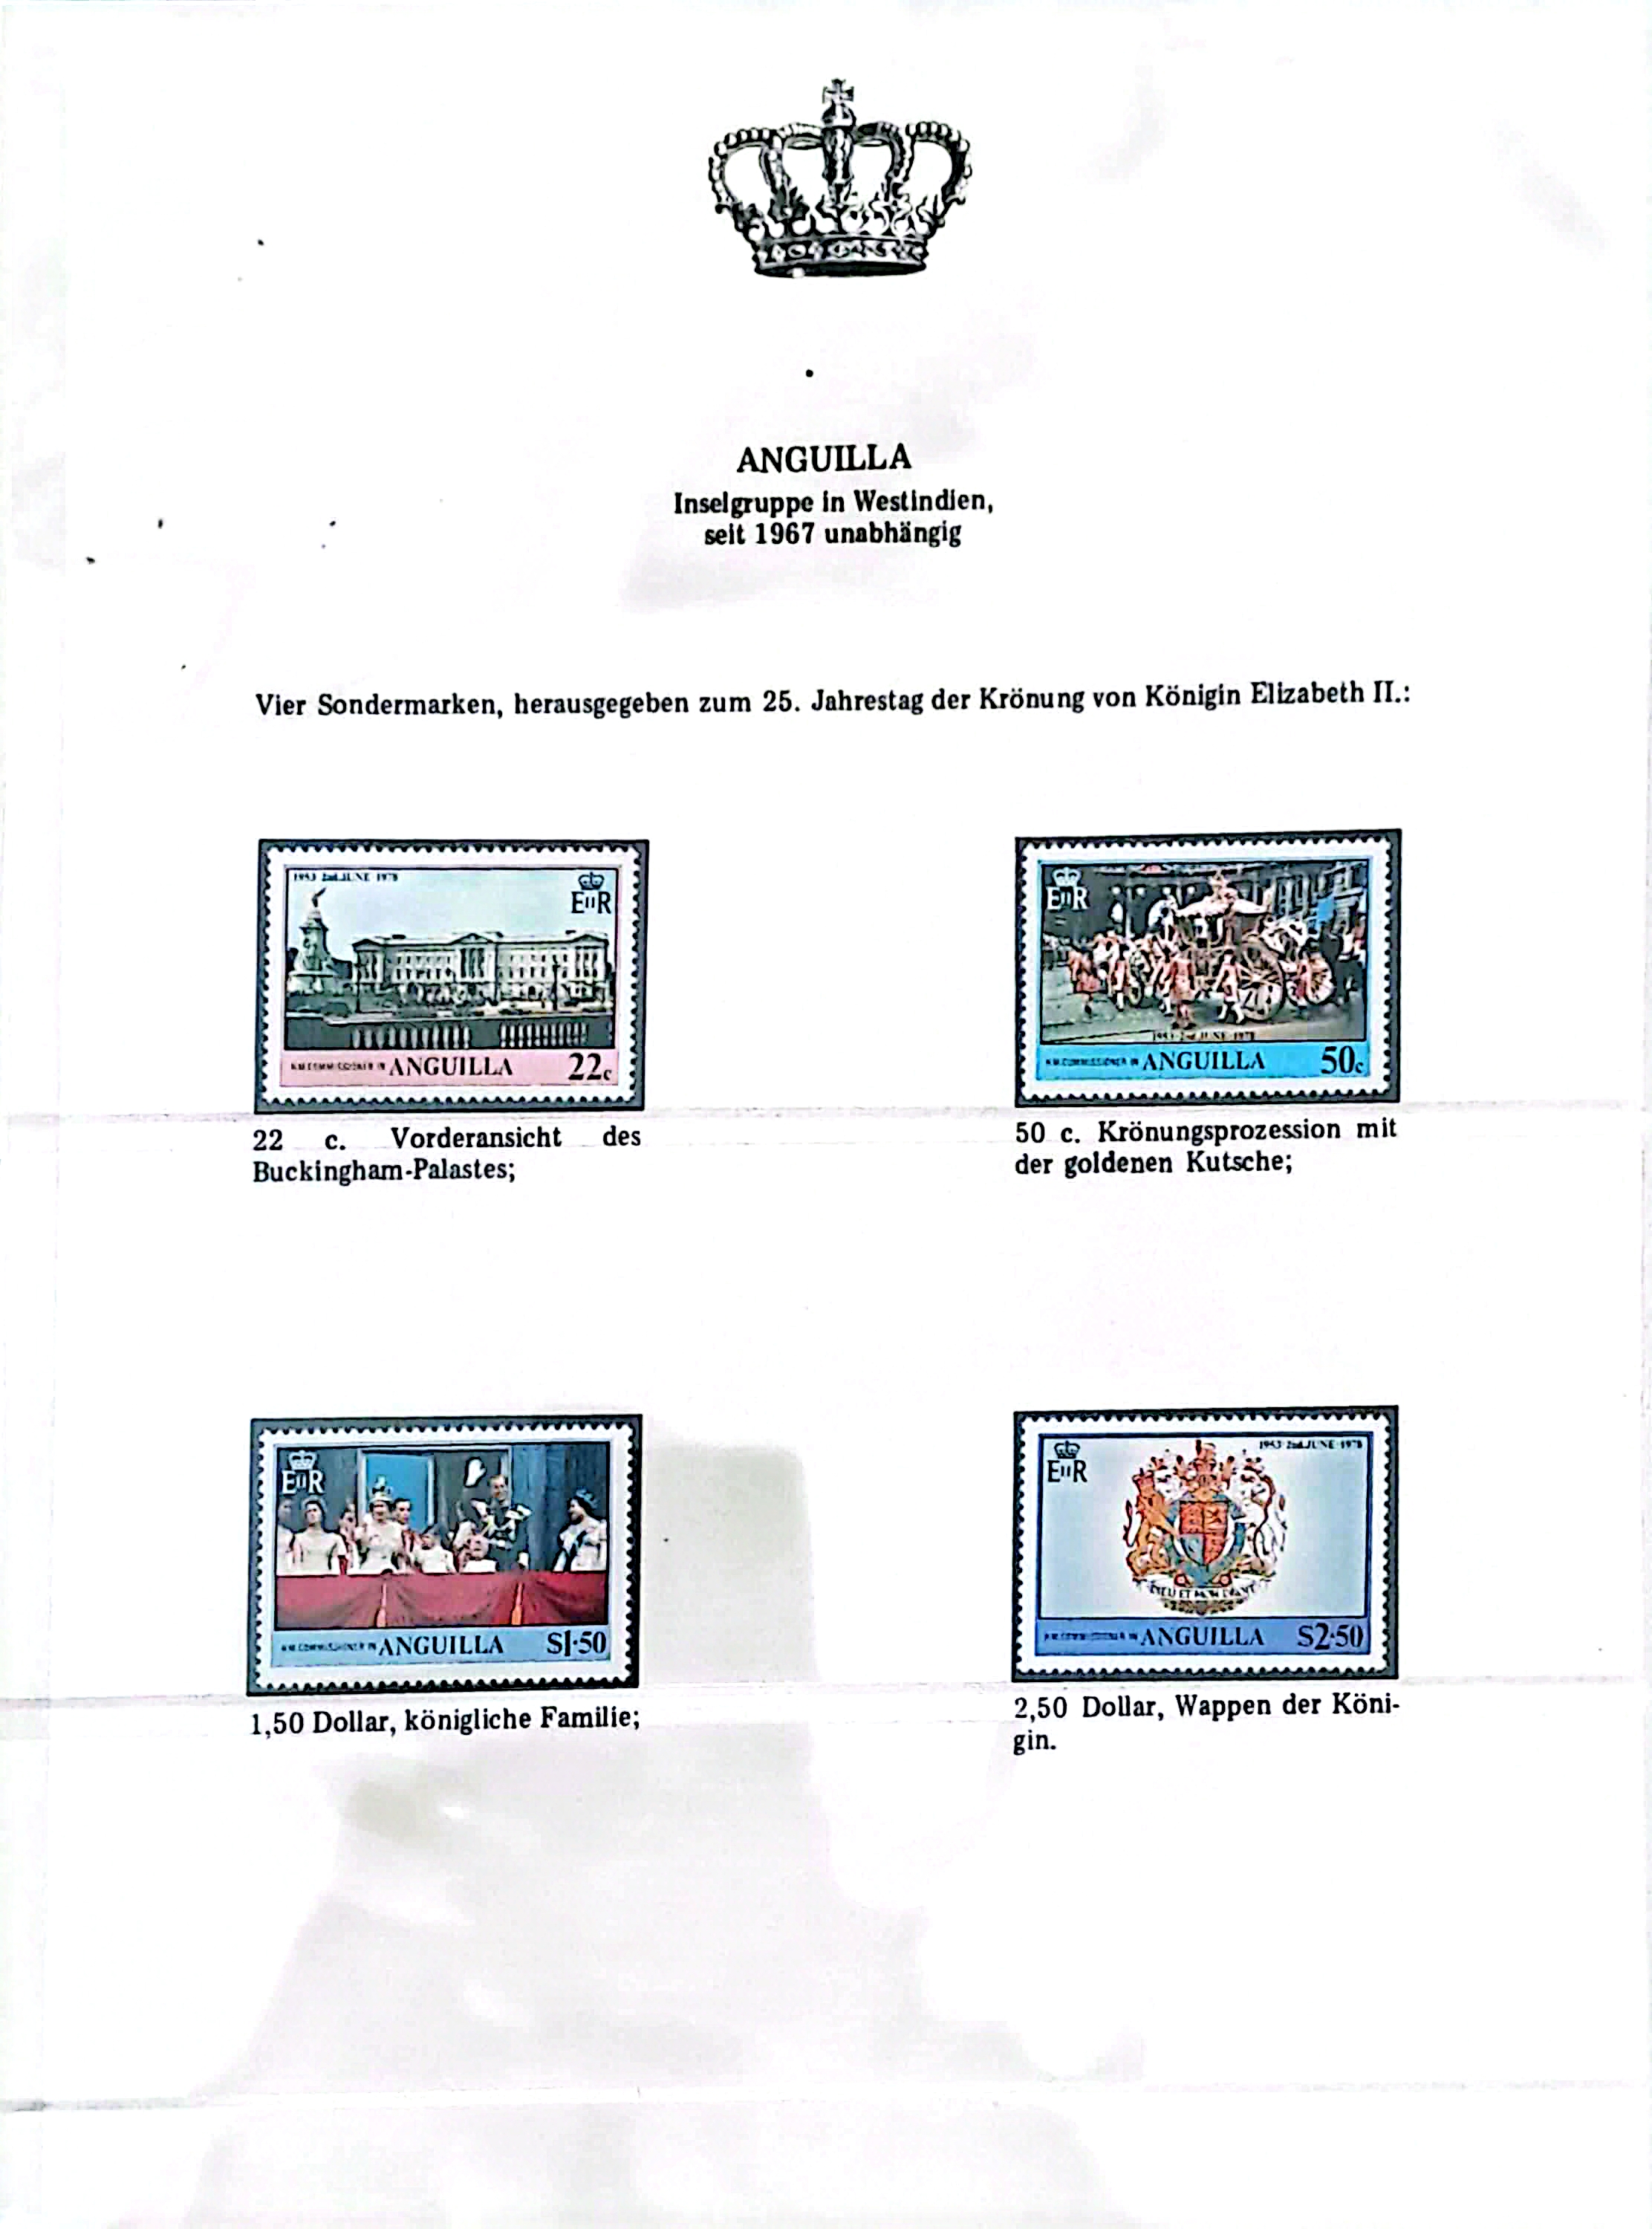 ANGUILLA
Inselgruppe in Westindien,
seit 1967 unabhängig
Vier Sondermarken, herausgegeben zum 25. Jahrestag der Krönung von Königin Elizabeth II.:
1953 2nd.JUNE 1978
EIIR
H.M.COMMISSIONER IN ANGUILLA 22c
22 c. Vorderansicht des
Buckingham-Palastes;
EIIR
1953 2nd JUNE 1978
H.M.COMMISSIONER IN ANGUILLA 50c
50 c. Krönungsprozession mit
der goldenen Kutsche;
EIIR
H.M.COMMISSIONER IN ANGUILLA $1·50
1,50 Dollar, königliche Familie;
1953 2nd.JUNE 1978
EIIR
DIEU ET MON DROIT
H.M.COMMISSIONER IN ANGUILLA $2·50
2,50 Dollar, Wappen der Köni-
gin.